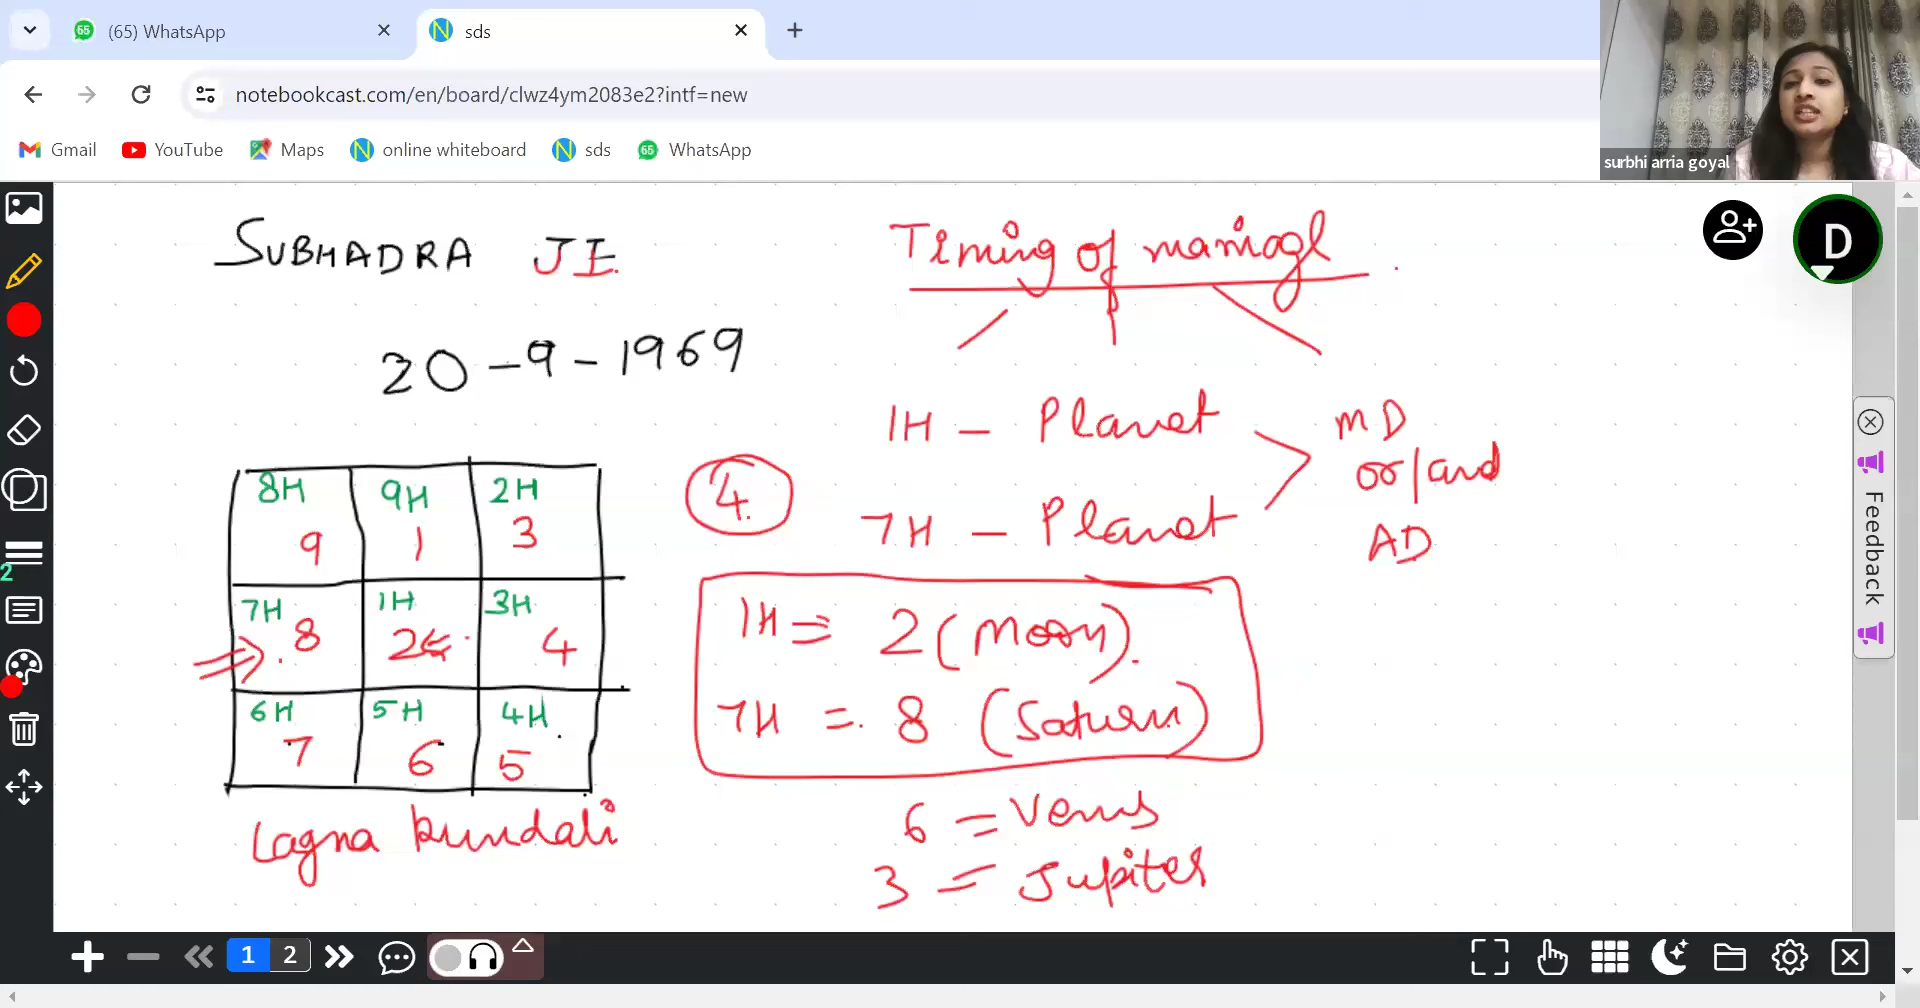 (65) WhatsApp
sds
notebookcast.com/en/board/clwz4ym2083e2?intf=new
Gmail
YouTube
Maps
online whiteboard
sds
WhatsApp
surbhi arria goyal
SUBHADRA JI.
20-9-1969
8H 9H 2H
9 1 3
7H 1H 3H
8 2 4
6H 5H 4H
7 6 5
Lagna kundali
Timing of
1H - Planet
7H - Planet
MD
or/and
AD
4
1H = 2 (Moon).
7H = 8 (Saturn)
6 = Venus
3 = Jupiter
D
Feedback
2
65
1 2